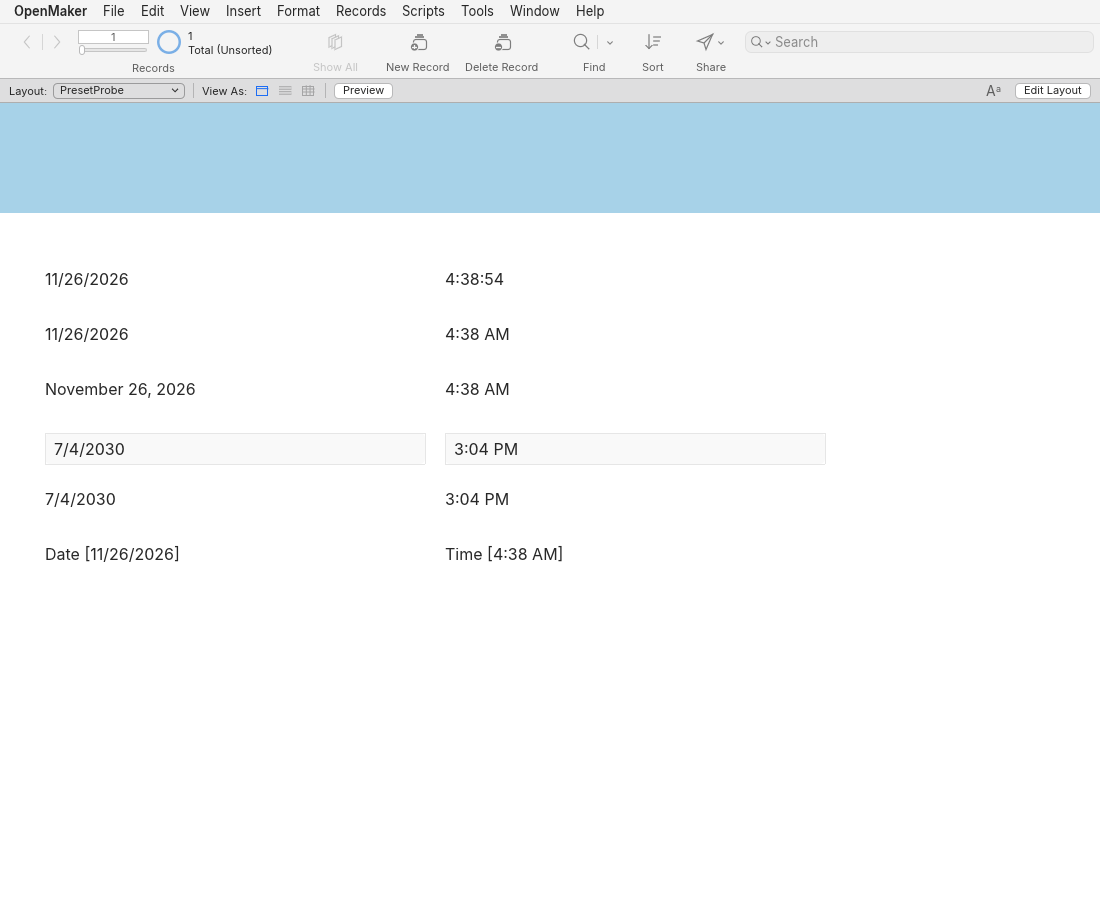 OpenMaker File Edit View Insert Format Records Scripts Tools Window Help
1
1
Total (Unsorted)
Search
Records
Show All
New Record
Delete Record
Find
Sort
Share
Layout: PresetProbe View As: Preview Aa Edit Layout
11/26/2026 4:38:54
11/26/2026 4:38 AM
November 26, 2026 4:38 AM
7/4/2030 3:04 PM
7/4/2030 3:04 PM
Date [11/26/2026] Time [4:38 AM]